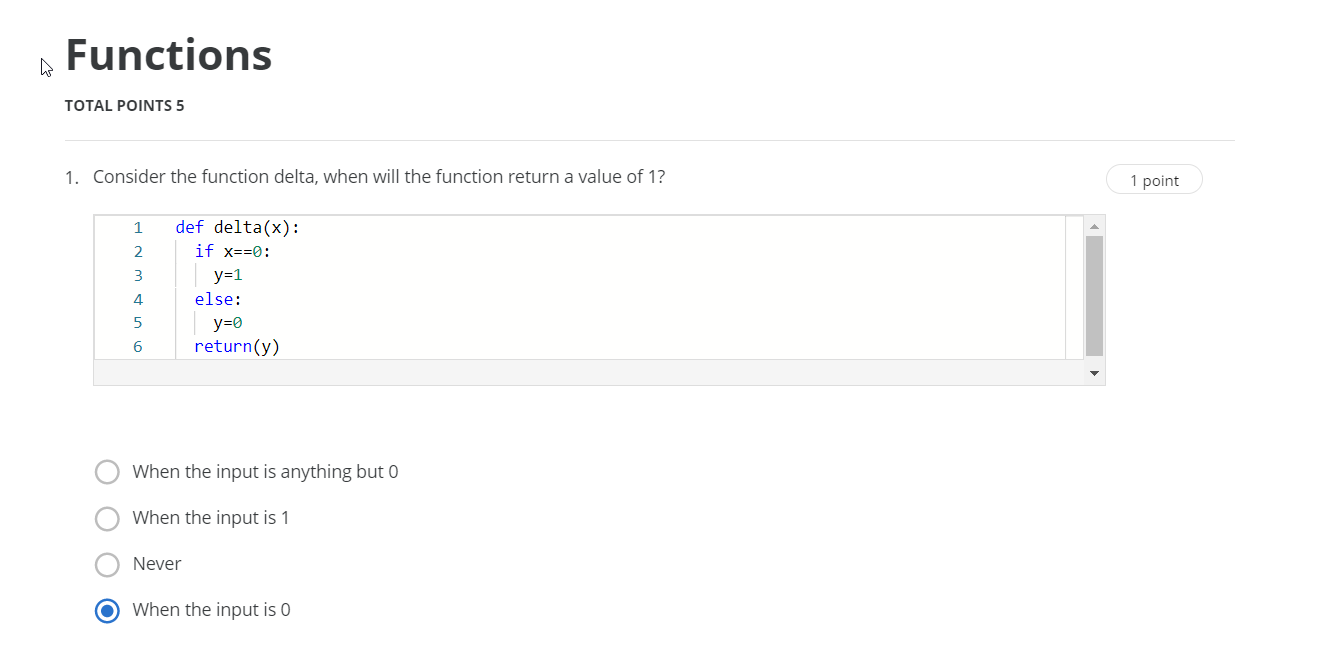 Functions
TOTAL POINTS 5
1. Consider the function delta, when will the function return a value of 1?
1 point
1 def delta(x):
2 if x==0:
3 y=1
4 else:
5 y=0
6 return(y)
When the input is anything but 0
When the input is 1
Never
When the input is 0